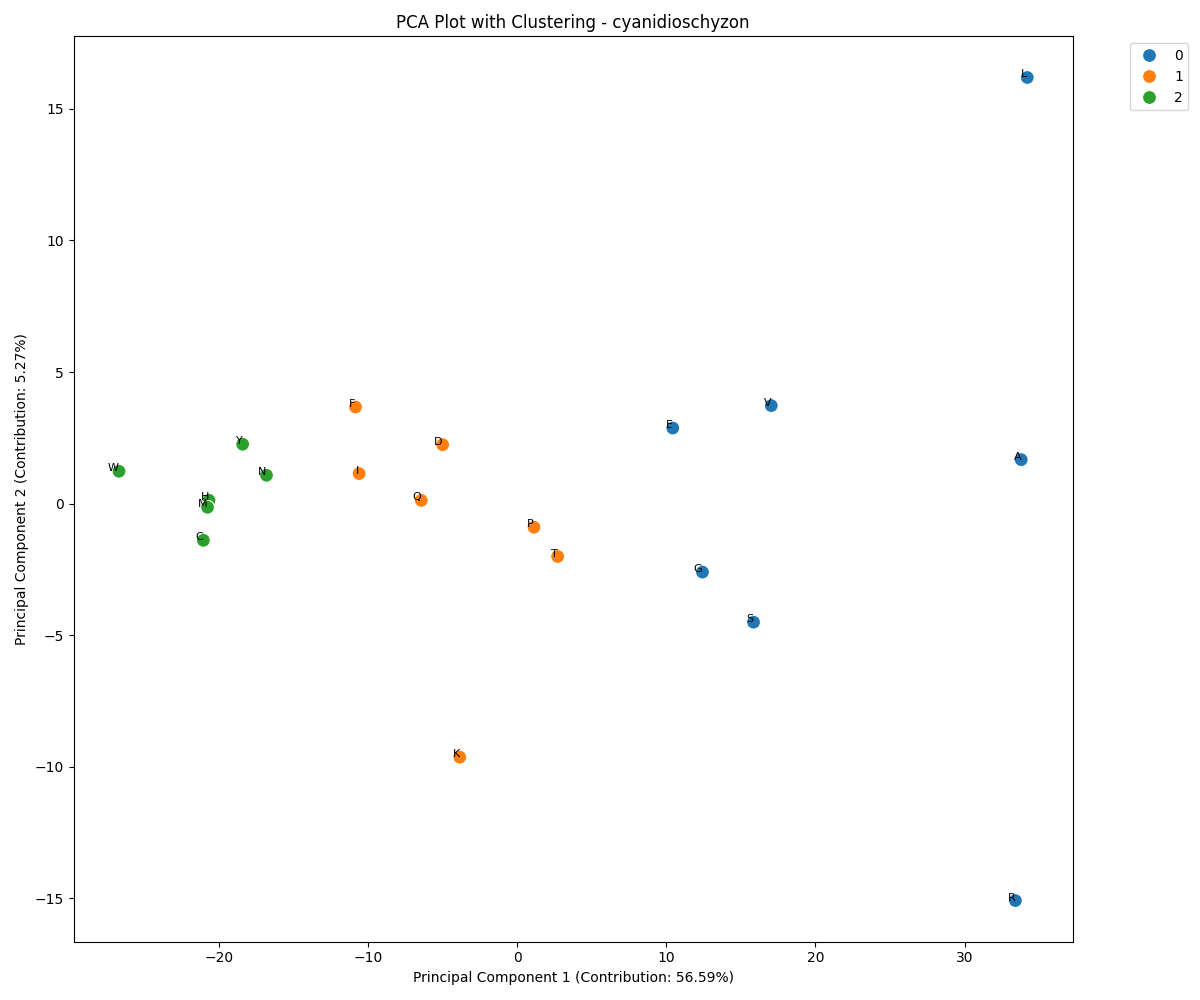 PCA Plot with Clustering - cyanidioschyzon
0
1
2
L
15
10
5
0
−5
−10
−15
F
V
E
D
Y
A
W
N
I
H
Q
M
P
C
T
G
S
K
R
−20
−10
0
10
20
30
Principal Component 1 (Contribution: 56.59%)
Principal Component 2 (Contribution: 5.27%)